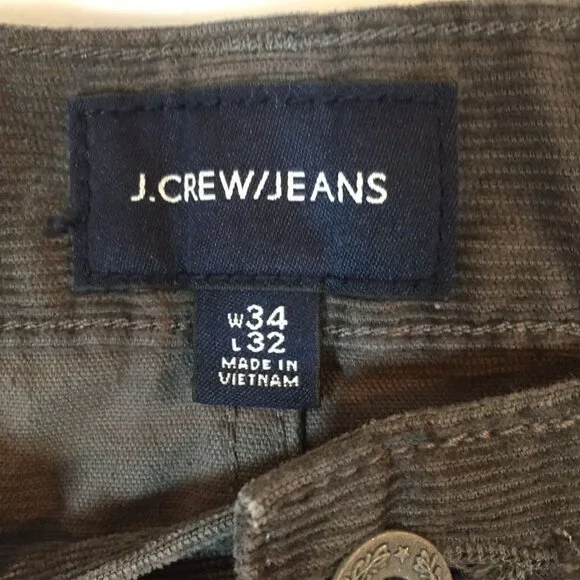 J.CREW/JEANS
W34
L32
MADE IN
VIETNAM